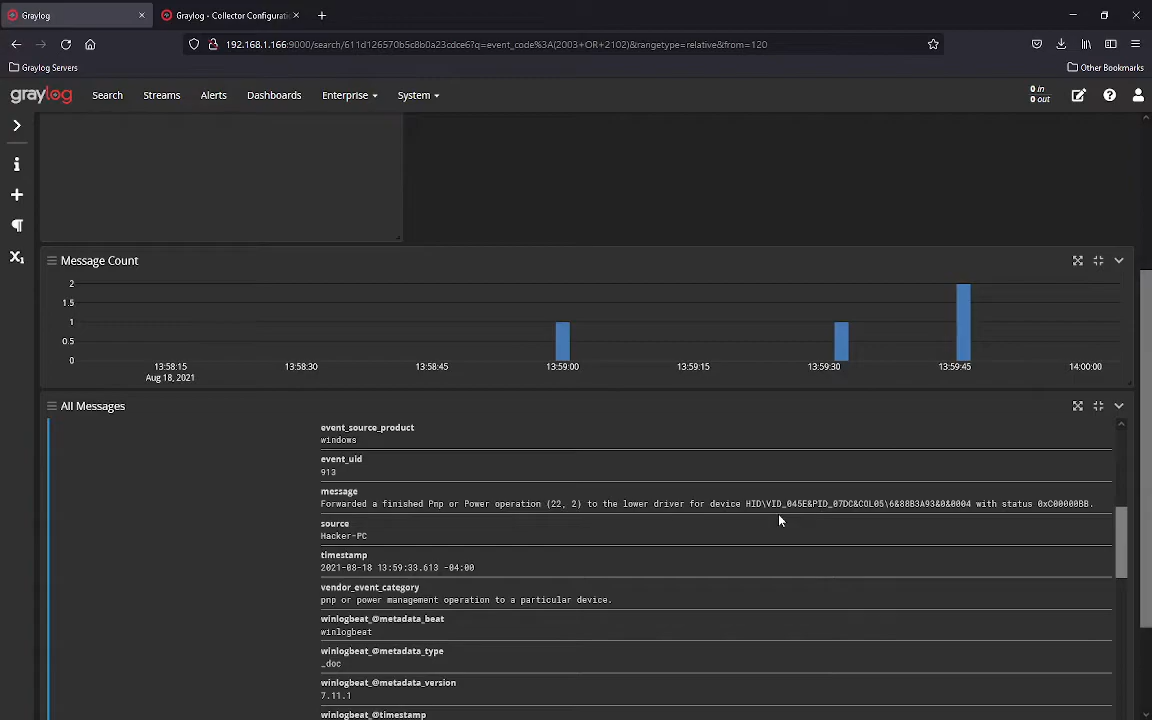 Graylog
Graylog - Collector Configuratio
192.168.1.166:9000/search/611d126570b5c8b0a23cdce6?q=event_code%3A(2003+OR+2102)&rangetype=relative&from=120
Graylog Servers
Other Bookmarks
graylog
Search
Streams
Alerts
Dashboards
Enterprise
System
0 in
0 out
Message Count
2
1.5
1
0.5
0
13:58:15
13:58:30
13:58:45
13:59:00
13:59:15
13:59:30
13:59:45
14:00:00
Aug 18, 2021
All Messages
event_source_product
windows
event_uid
913
message
Forwarded a finished Pnp or Power operation (22, 2) to the lower driver for device HID\VID_045E&PID_07DC&COL05\6&88B3A93&0&0004 with status 0xC00000BB.
source
Hacker-PC
timestamp
2021-08-18 13:59:33.613 -04:00
vendor_event_category
pnp or power management operation to a particular device.
winlogbeat_@metadata_beat
winlogbeat
winlogbeat_@metadata_type
_doc
winlogbeat_@metadata_version
7.11.1
winlogbeat_@timestamp